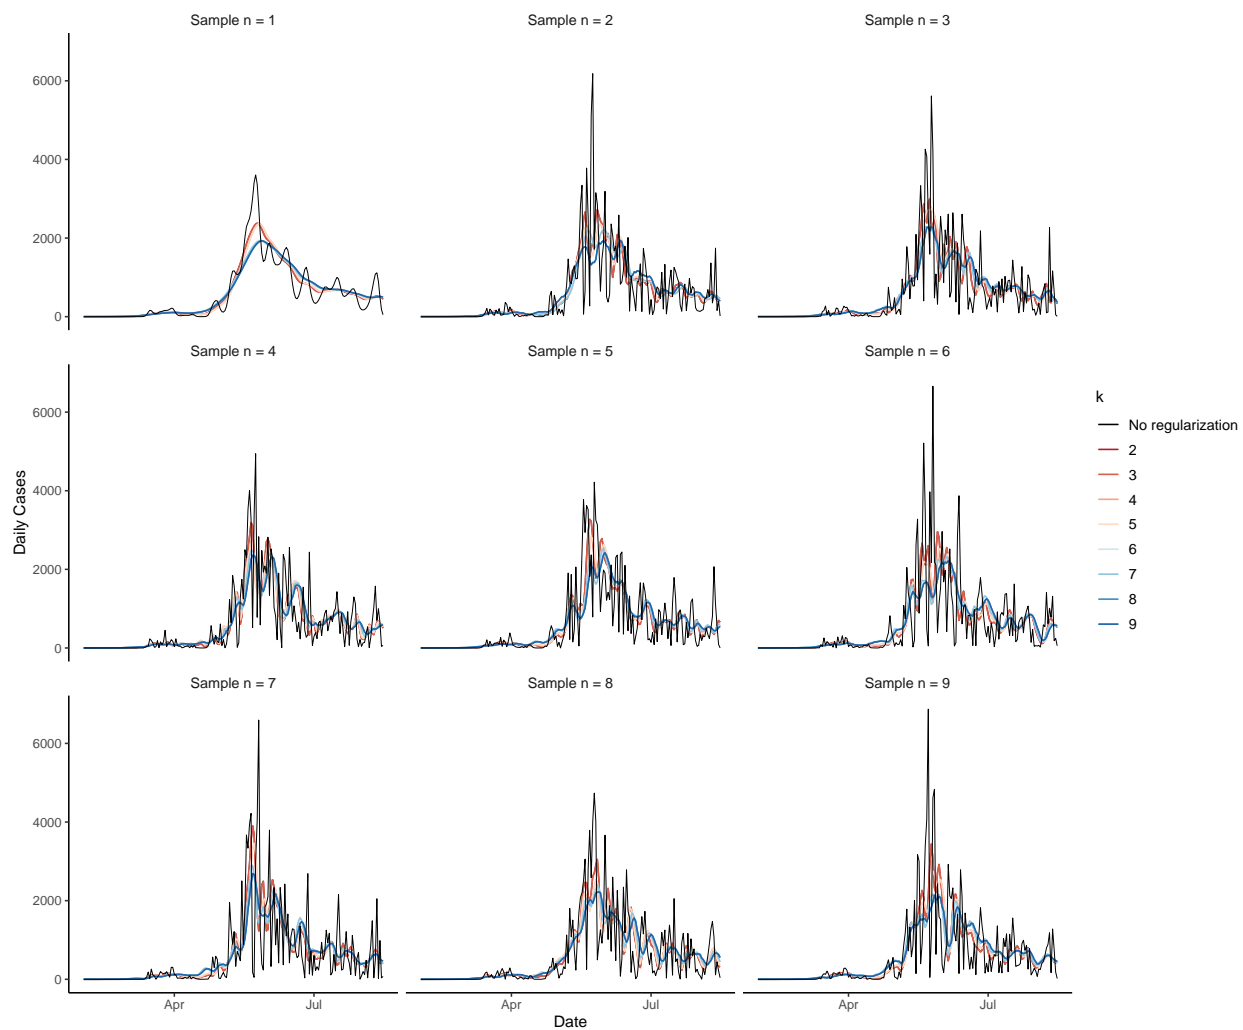 Sample n = 1
Sample n = 2
Sample n = 3
6000
4000
2000
0
Sample n = 4
Sample n = 5
Sample n = 6
6000
4000
2000
0
Sample n = 7
Sample n = 8
Sample n = 9
6000
4000
2000
0
Apr
Jul
Apr
Jul
Apr
Jul
Date
Daily Cases
k
No regularization
2
3
4
5
6
7
8
9